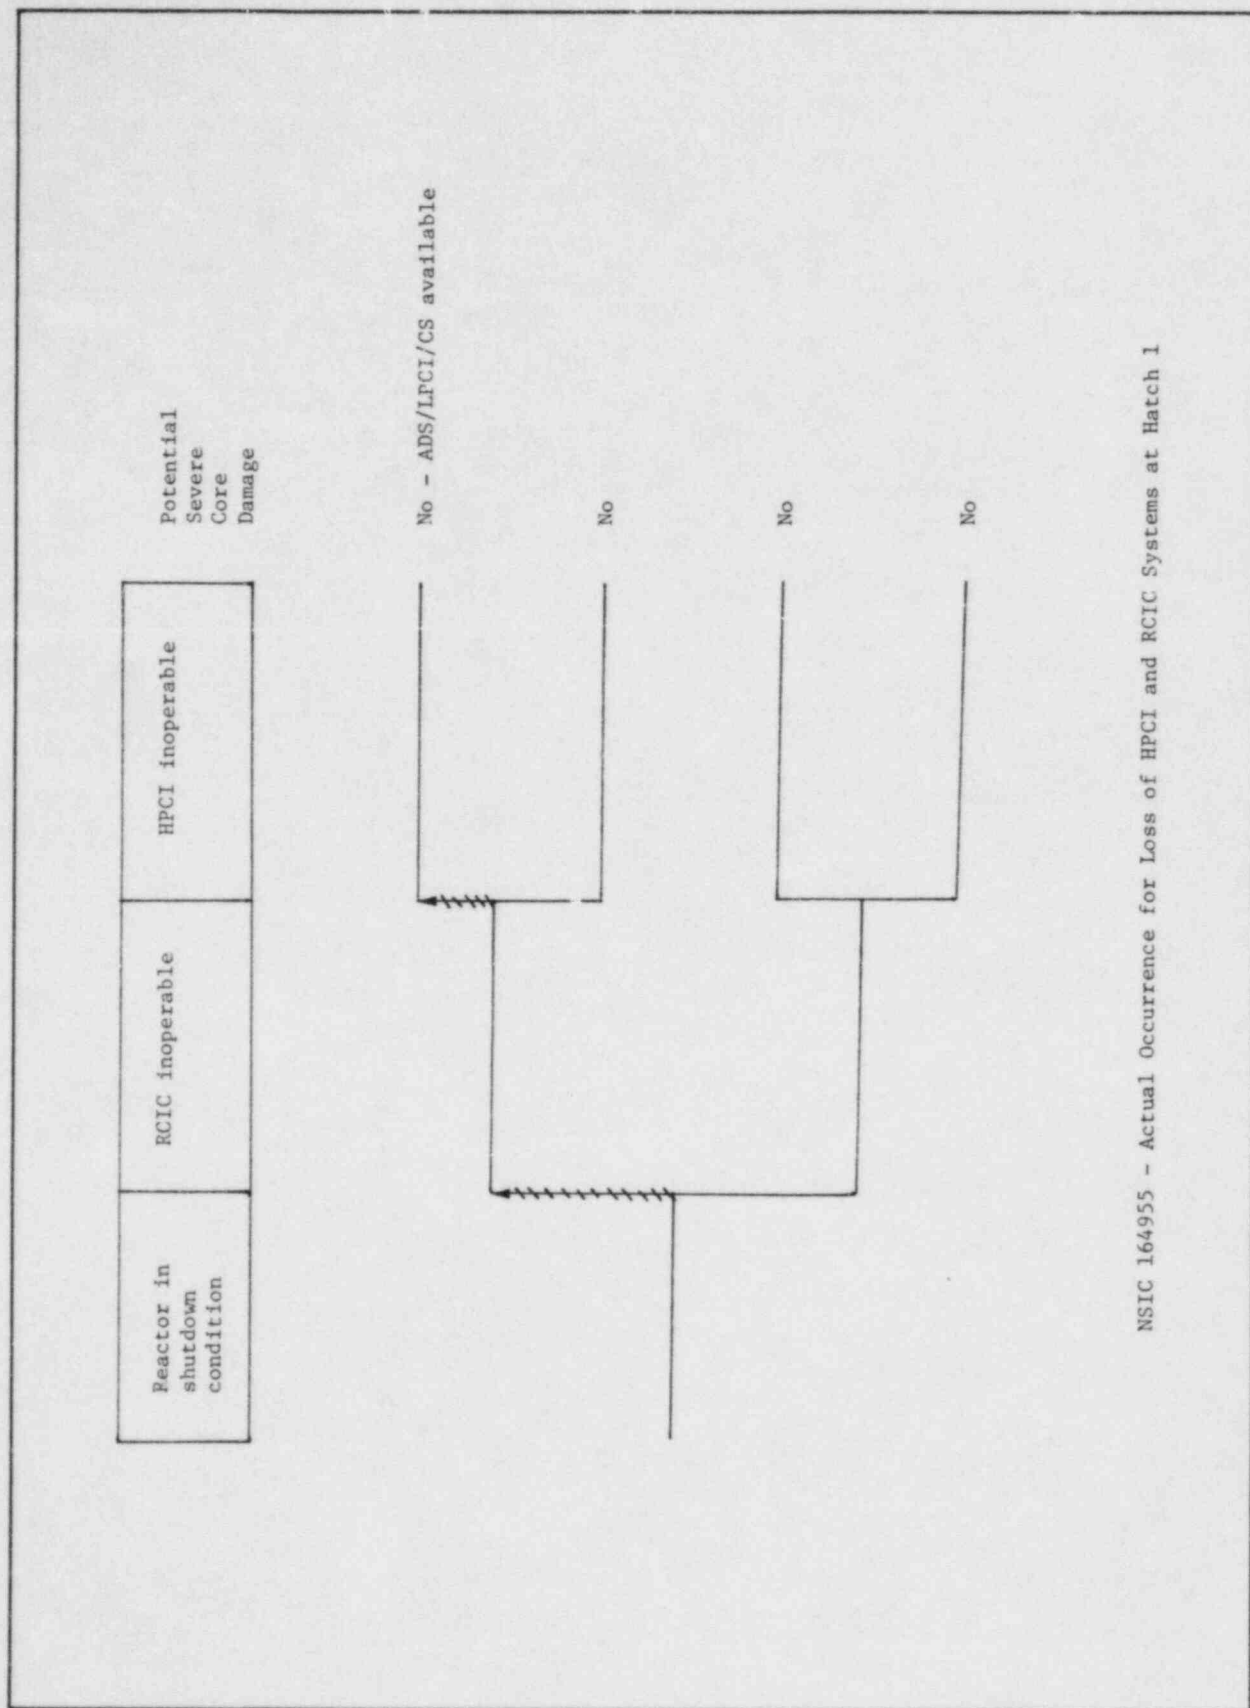 Reactor in
shutdown
condition
RCIC inoperable
HPCI inoperable
Potential
Severe
Core
Damage
No - ADS/LPCI/CS available
No
No
No
NSIC 164955 - Actual Occurrence for Loss of HPCI and RCIC Systems at Hatch 1